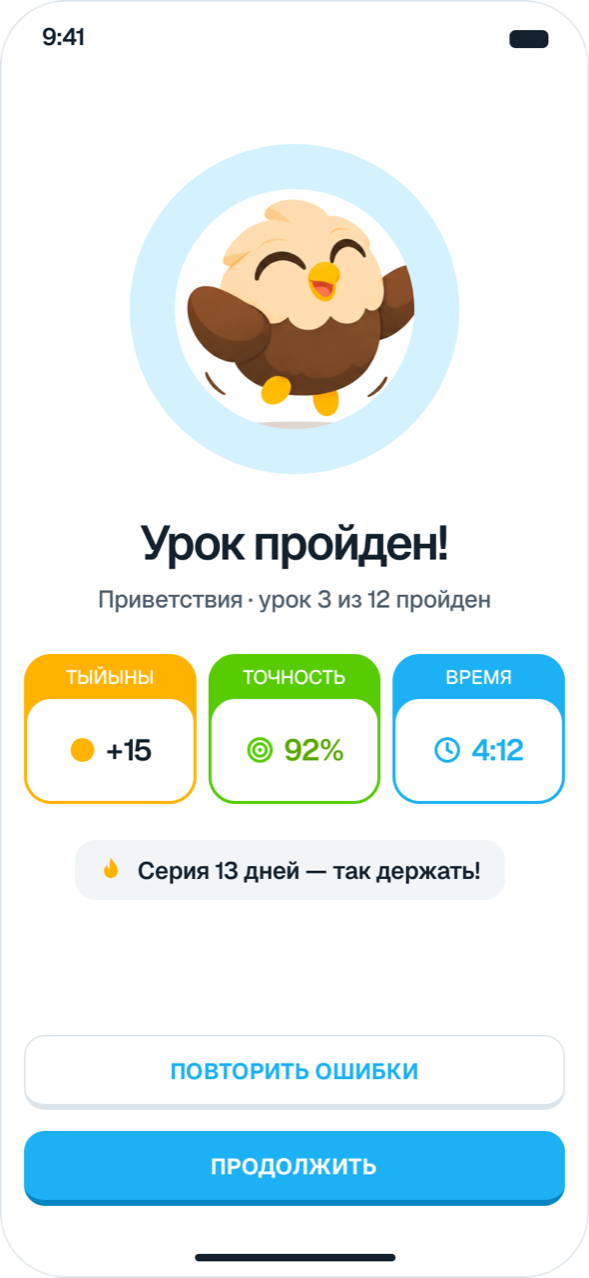 9:41
Урок пройден!
Приветствия · урок 3 из 12 пройден
ТЫЙЫНЫ
ТОЧНОСТЬ
ВРЕМЯ
+15
92%
4:12
Серия 13 дней — так держать!
ПОВТОРИТЬ ОШИБКИ
ПРОДОЛЖИТЬ